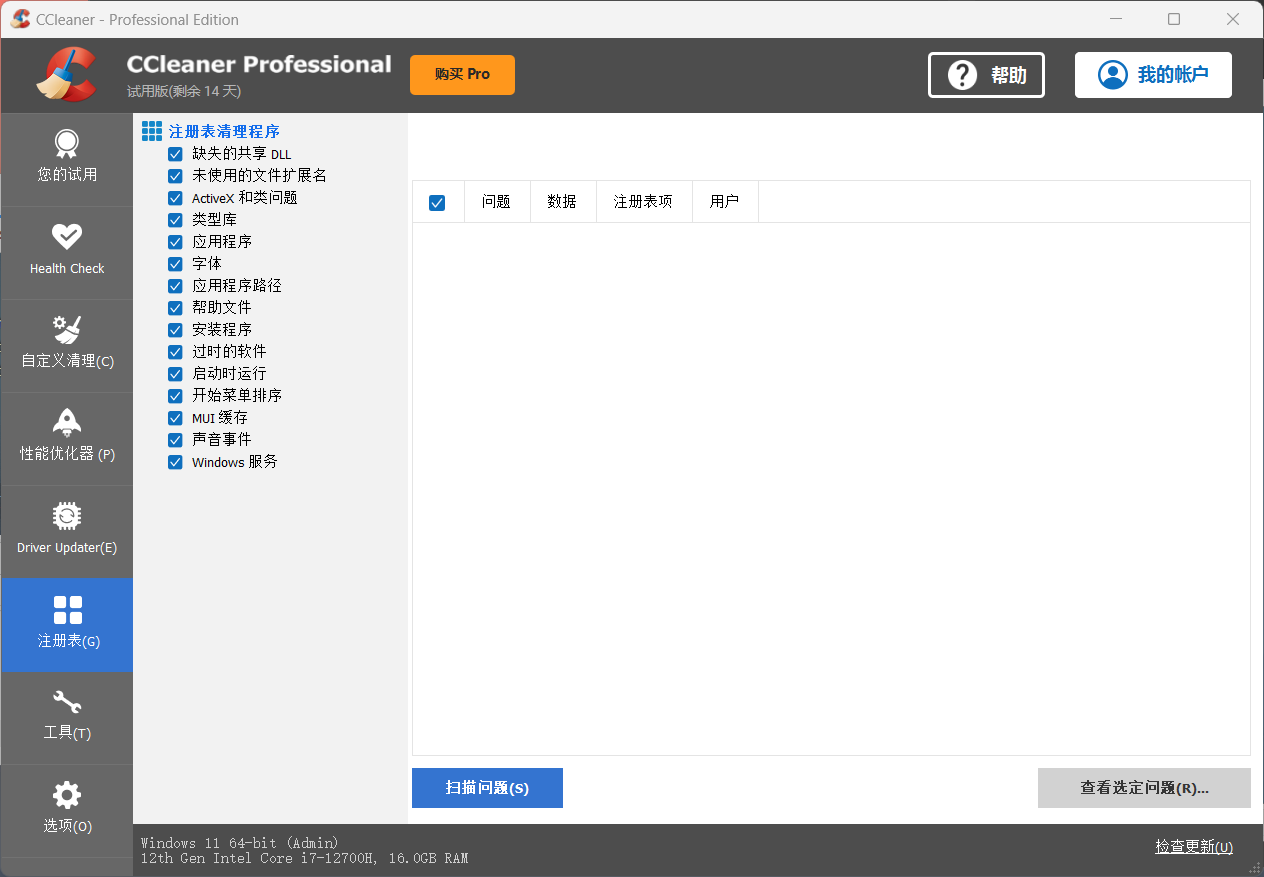 CCleaner - Professional Edition
CCleaner Professional
试用版(剩余 14 天)
购买 Pro
帮助
我的帐户
您的试用
Health Check
自定义清理(C)
性能优化器 (P)
Driver Updater(E)
注册表(G)
工具(T)
选项(O)
注册表清理程序
缺失的共享 DLL
未使用的文件扩展名
ActiveX 和类问题
类型库
应用程序
字体
应用程序路径
帮助文件
安装程序
过时的软件
启动时运行
开始菜单排序
MUI 缓存
声音事件
Windows 服务
问题 数据 注册表项 用户
扫描问题(S)
查看选定问题(R)...
Windows 11 64-bit (Admin)
12th Gen Intel Core i7-12700H, 16.0GB RAM
检查更新(U)